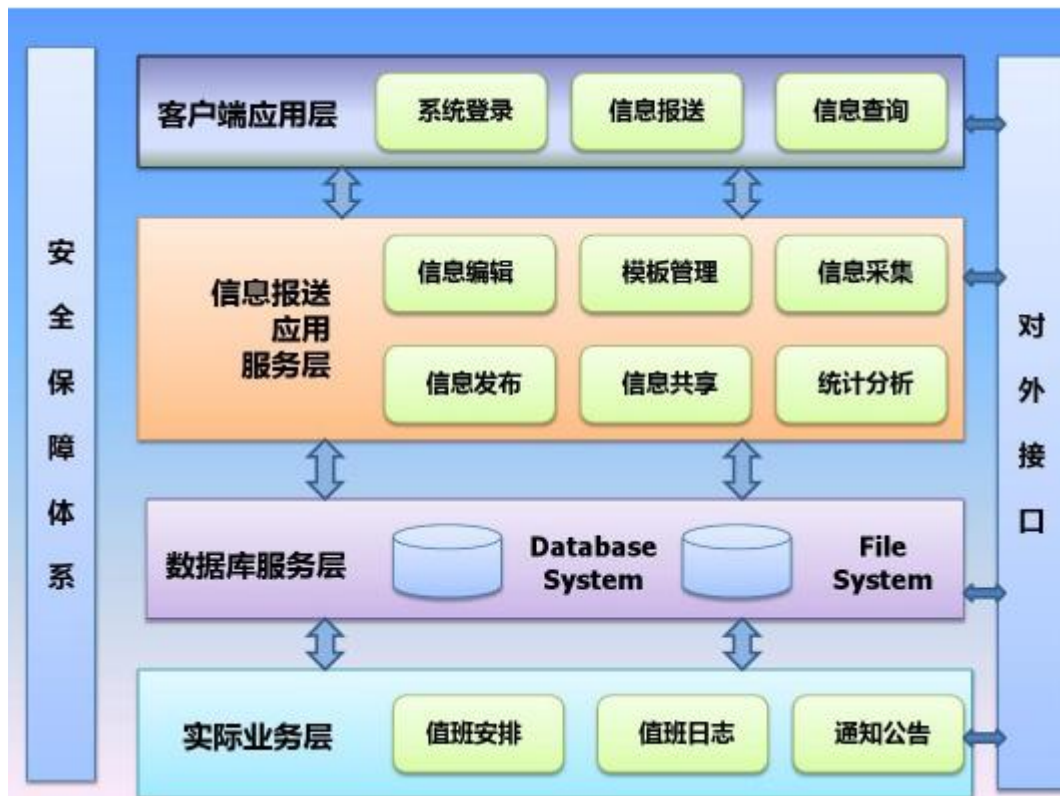 安全保障体系
客户端应用层
系统登录
信息报送
信息查询
信息报送
应用
服务层
信息编辑
模板管理
信息采集
信息发布
信息共享
统计分析
数据库服务层
Database
System
File
System
实际业务层
值班安排
值班日志
通知公告
对外接口